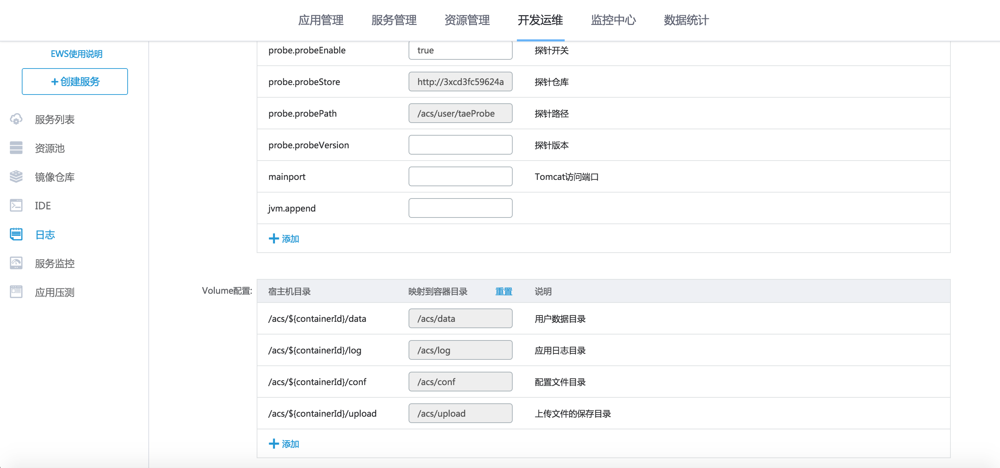 应用管理 服务管理 资源管理 开发运维 监控中心 数据统计
EWS使用说明
+ 创建服务
服务列表
资源池
镜像仓库
IDE
日志
服务监控
应用压测
probe.probeEnable true 探针开关
probe.probeStore http://3xcd3fc59624a 探针仓库
probe.probePath /acs/user/taeProbe 探针路径
probe.probeVersion 探针版本
mainport Tomcat访问端口
jvm.append
+ 添加
Volume配置: 宿主机目录 映射到容器目录 重置 说明
/acs/${containerId}/data /acs/data 用户数据目录
/acs/${containerId}/log /acs/log 应用日志目录
/acs/${containerId}/conf /acs/conf 配置文件目录
/acs/${containerId}/upload /acs/upload 上传文件的保存目录
+ 添加